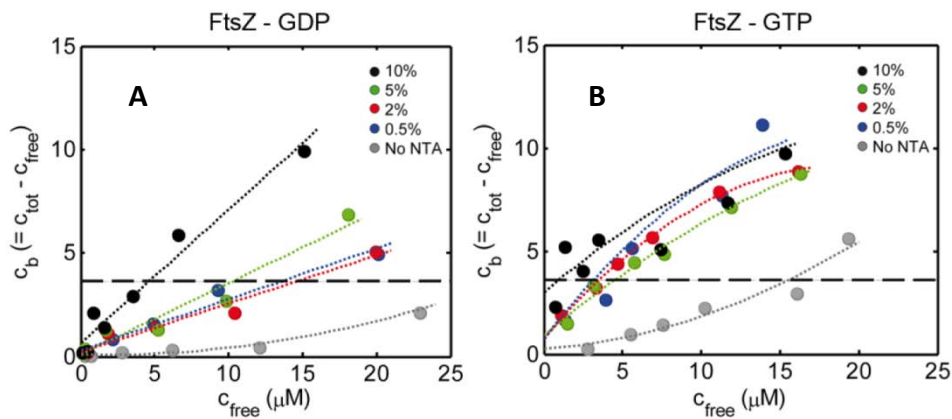 FtsZ - GDP
A
15
10
5
0
c_b (= c_tot - c_free)
10%
5%
2%
0.5%
No NTA
0
5
10
15
20
25
c_free (μM)
FtsZ - GTP
B
15
10
5
0
c_b (= c_tot - c_free)
10%
5%
2%
0.5%
No NTA
0
5
10
15
20
25
c_free (μM)